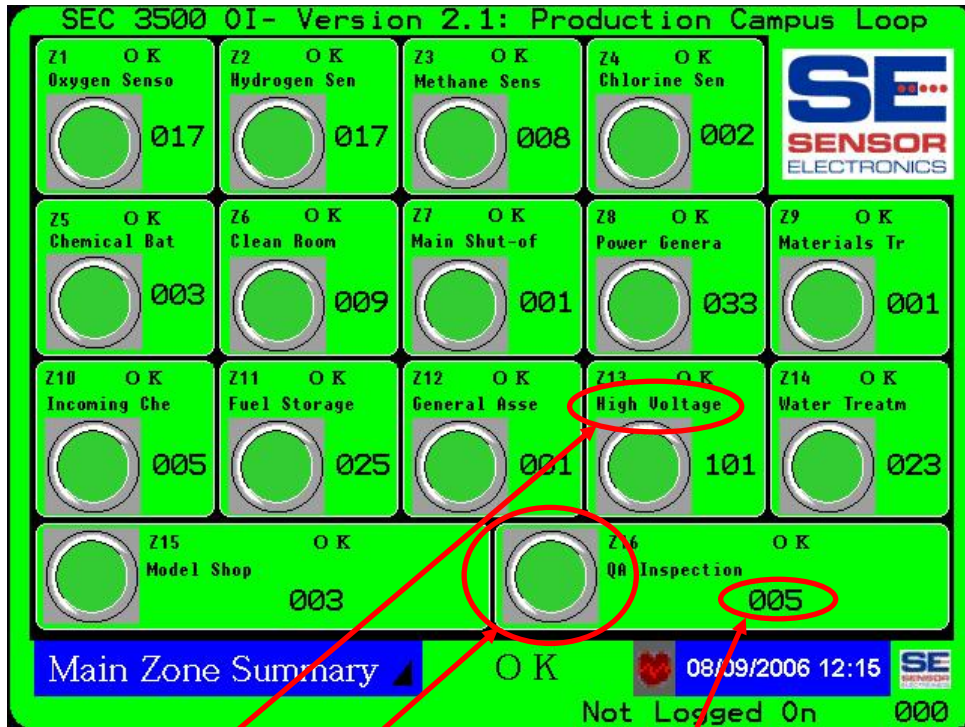 SEC 3500 OI- Version 2.1: Production Campus Loop
Z1 OK
Oxygen Senso
017
Z2 OK
Hydrogen Sen
017
Z3 OK
Methane Sens
008
Z4 OK
Chlorine Sen
002
SE
SENSOR
ELECTRONICS
Z5 OK
Chemical Bat
003
Z6 OK
Clean Room
009
Z7 OK
Main Shut-of
001
Z8 OK
Power Genera
033
Z9 OK
Materials Tr
001
Z10 OK
Incoming Che
005
Z11 OK
Fuel Storage
025
Z12 OK
General Asse
001
Z13 OK
High Voltage
101
Z14 OK
Water Treatm
023
Z15 OK
Model Shop
003
Z16 OK
QA Inspection
005
Main Zone Summary OK 08/09/2006 12:15 SE
Not Logged On 000